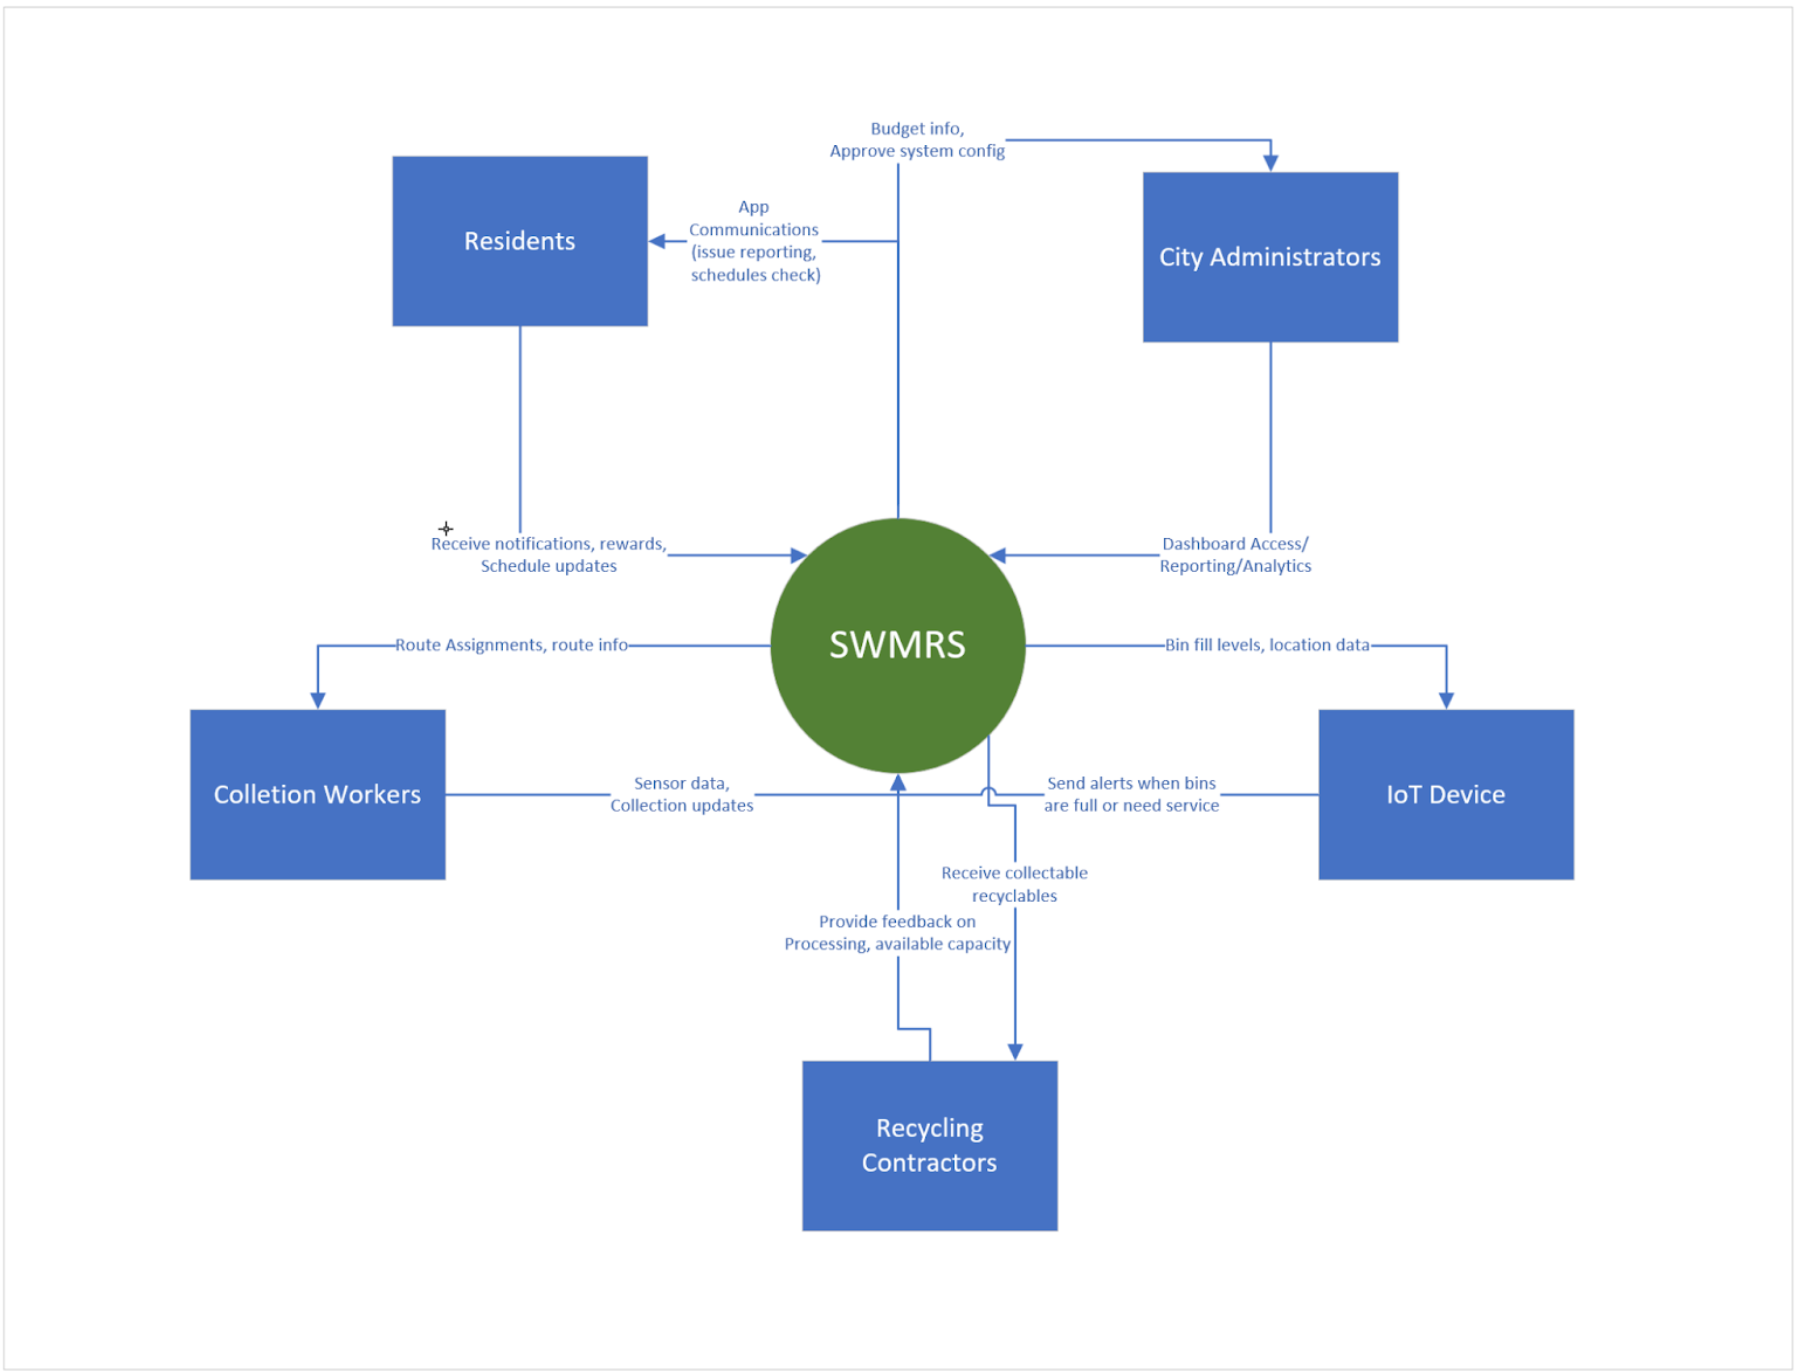 Budget info,
Approve system config
App
Communications
(issue reporting,
schedules check)
Residents
City Administrators
Receive notifications, rewards,
Schedule updates
Dashboard Access/
Reporting/Analytics
SWMRS
Route Assignments, route info
Bin fill levels, location data
Colletion Workers
Sensor data,
Collection updates
Send alerts when bins
are full or need service
IoT Device
Receive collectable
recyclables
Provide feedback on
Processing, available capacity
Recycling
Contractors